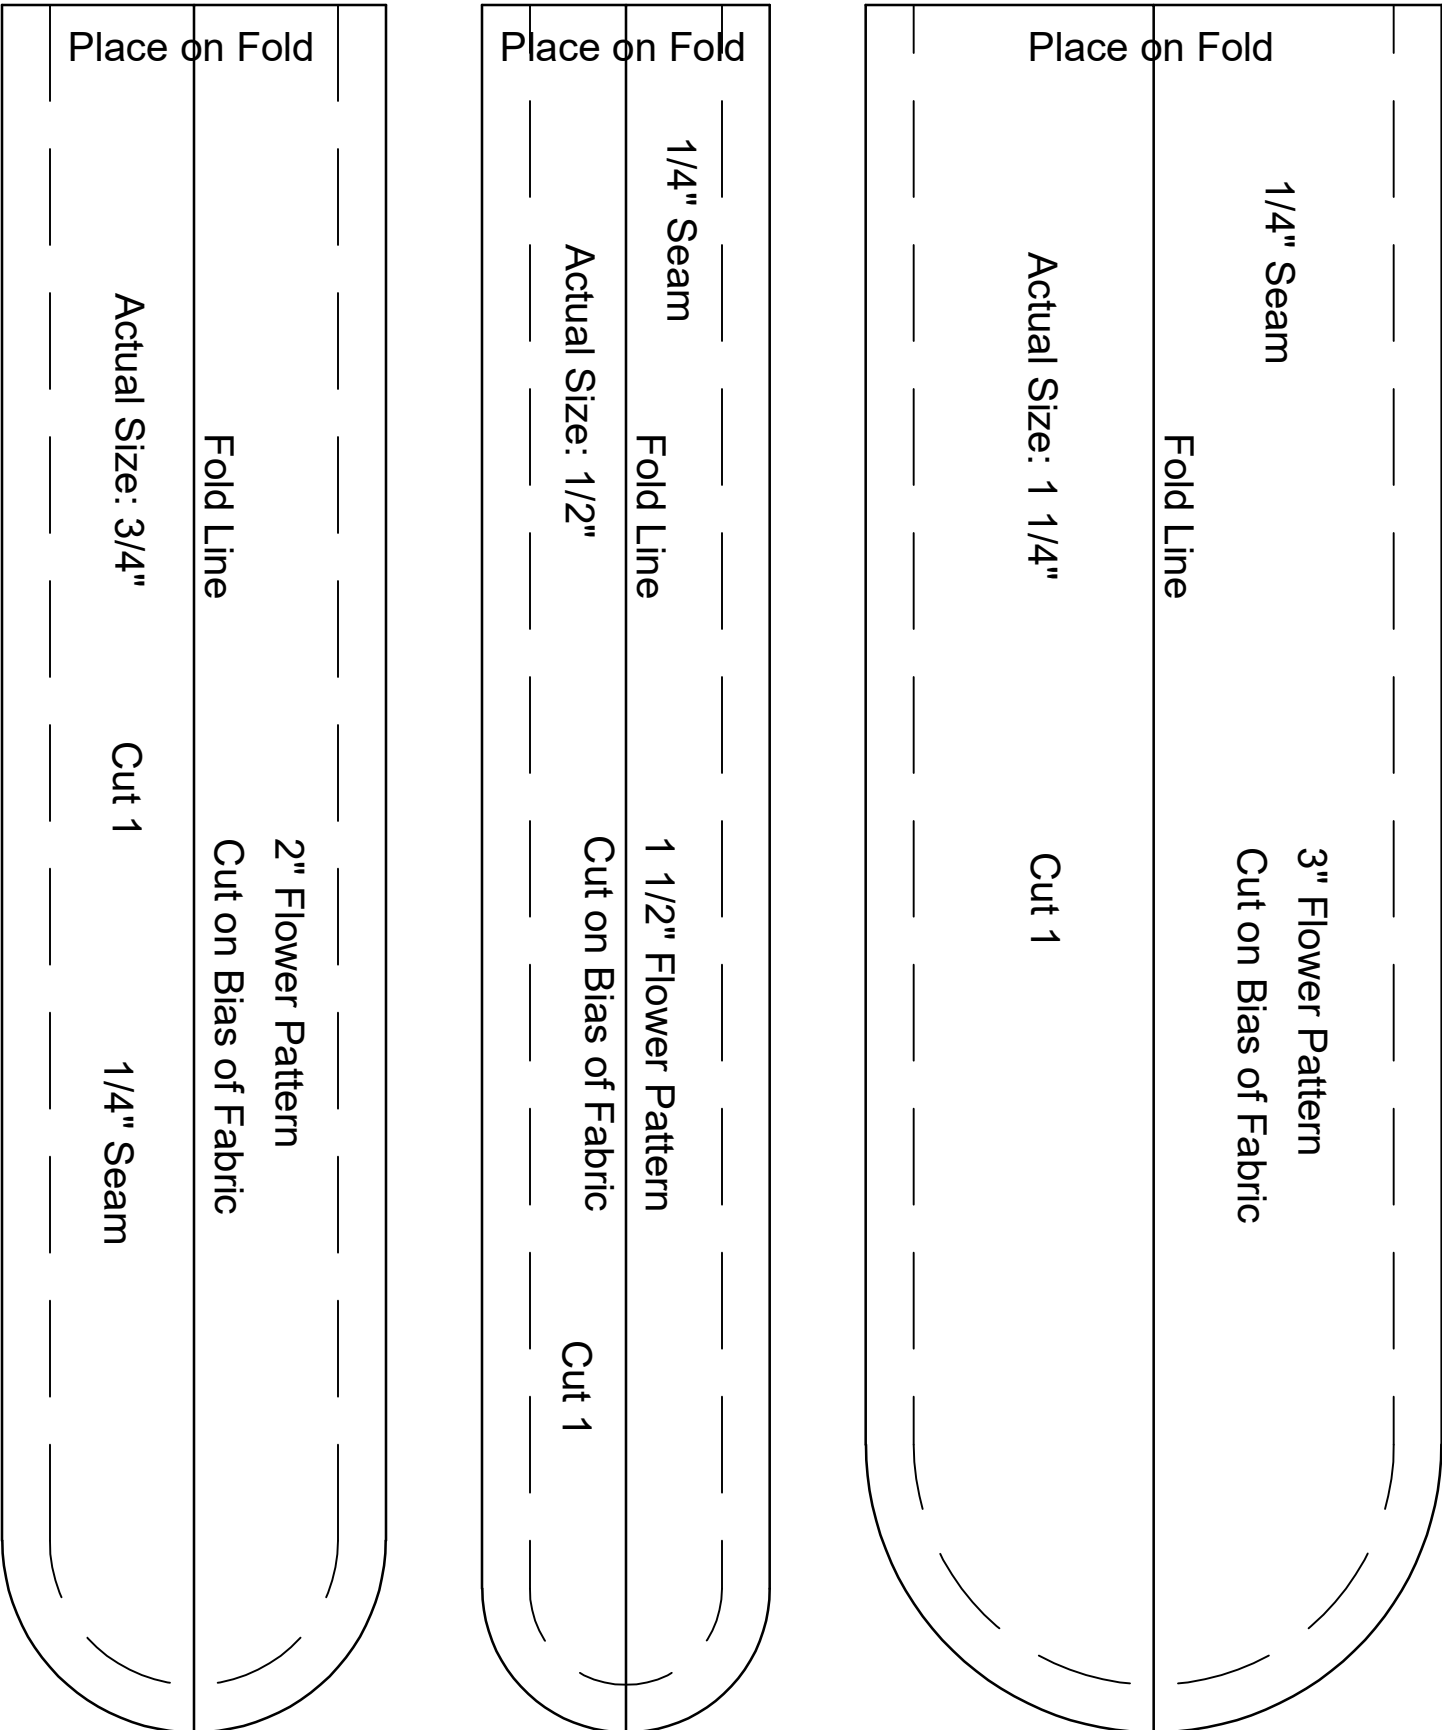 Place on Fold
Actual Size: 3/4"
Fold Line
Cut 1
2" Flower Pattern
Cut on Bias of Fabric
1/4" Seam
Place on Fold
1/4" Seam
Actual Size: 1/2"
Fold Line
1 1/2" Flower Pattern
Cut on Bias of Fabric
Cut 1
Place on Fold
1/4" Seam
Actual Size: 1 1/4"
Fold Line
Cut 1
3" Flower Pattern
Cut on Bias of Fabric